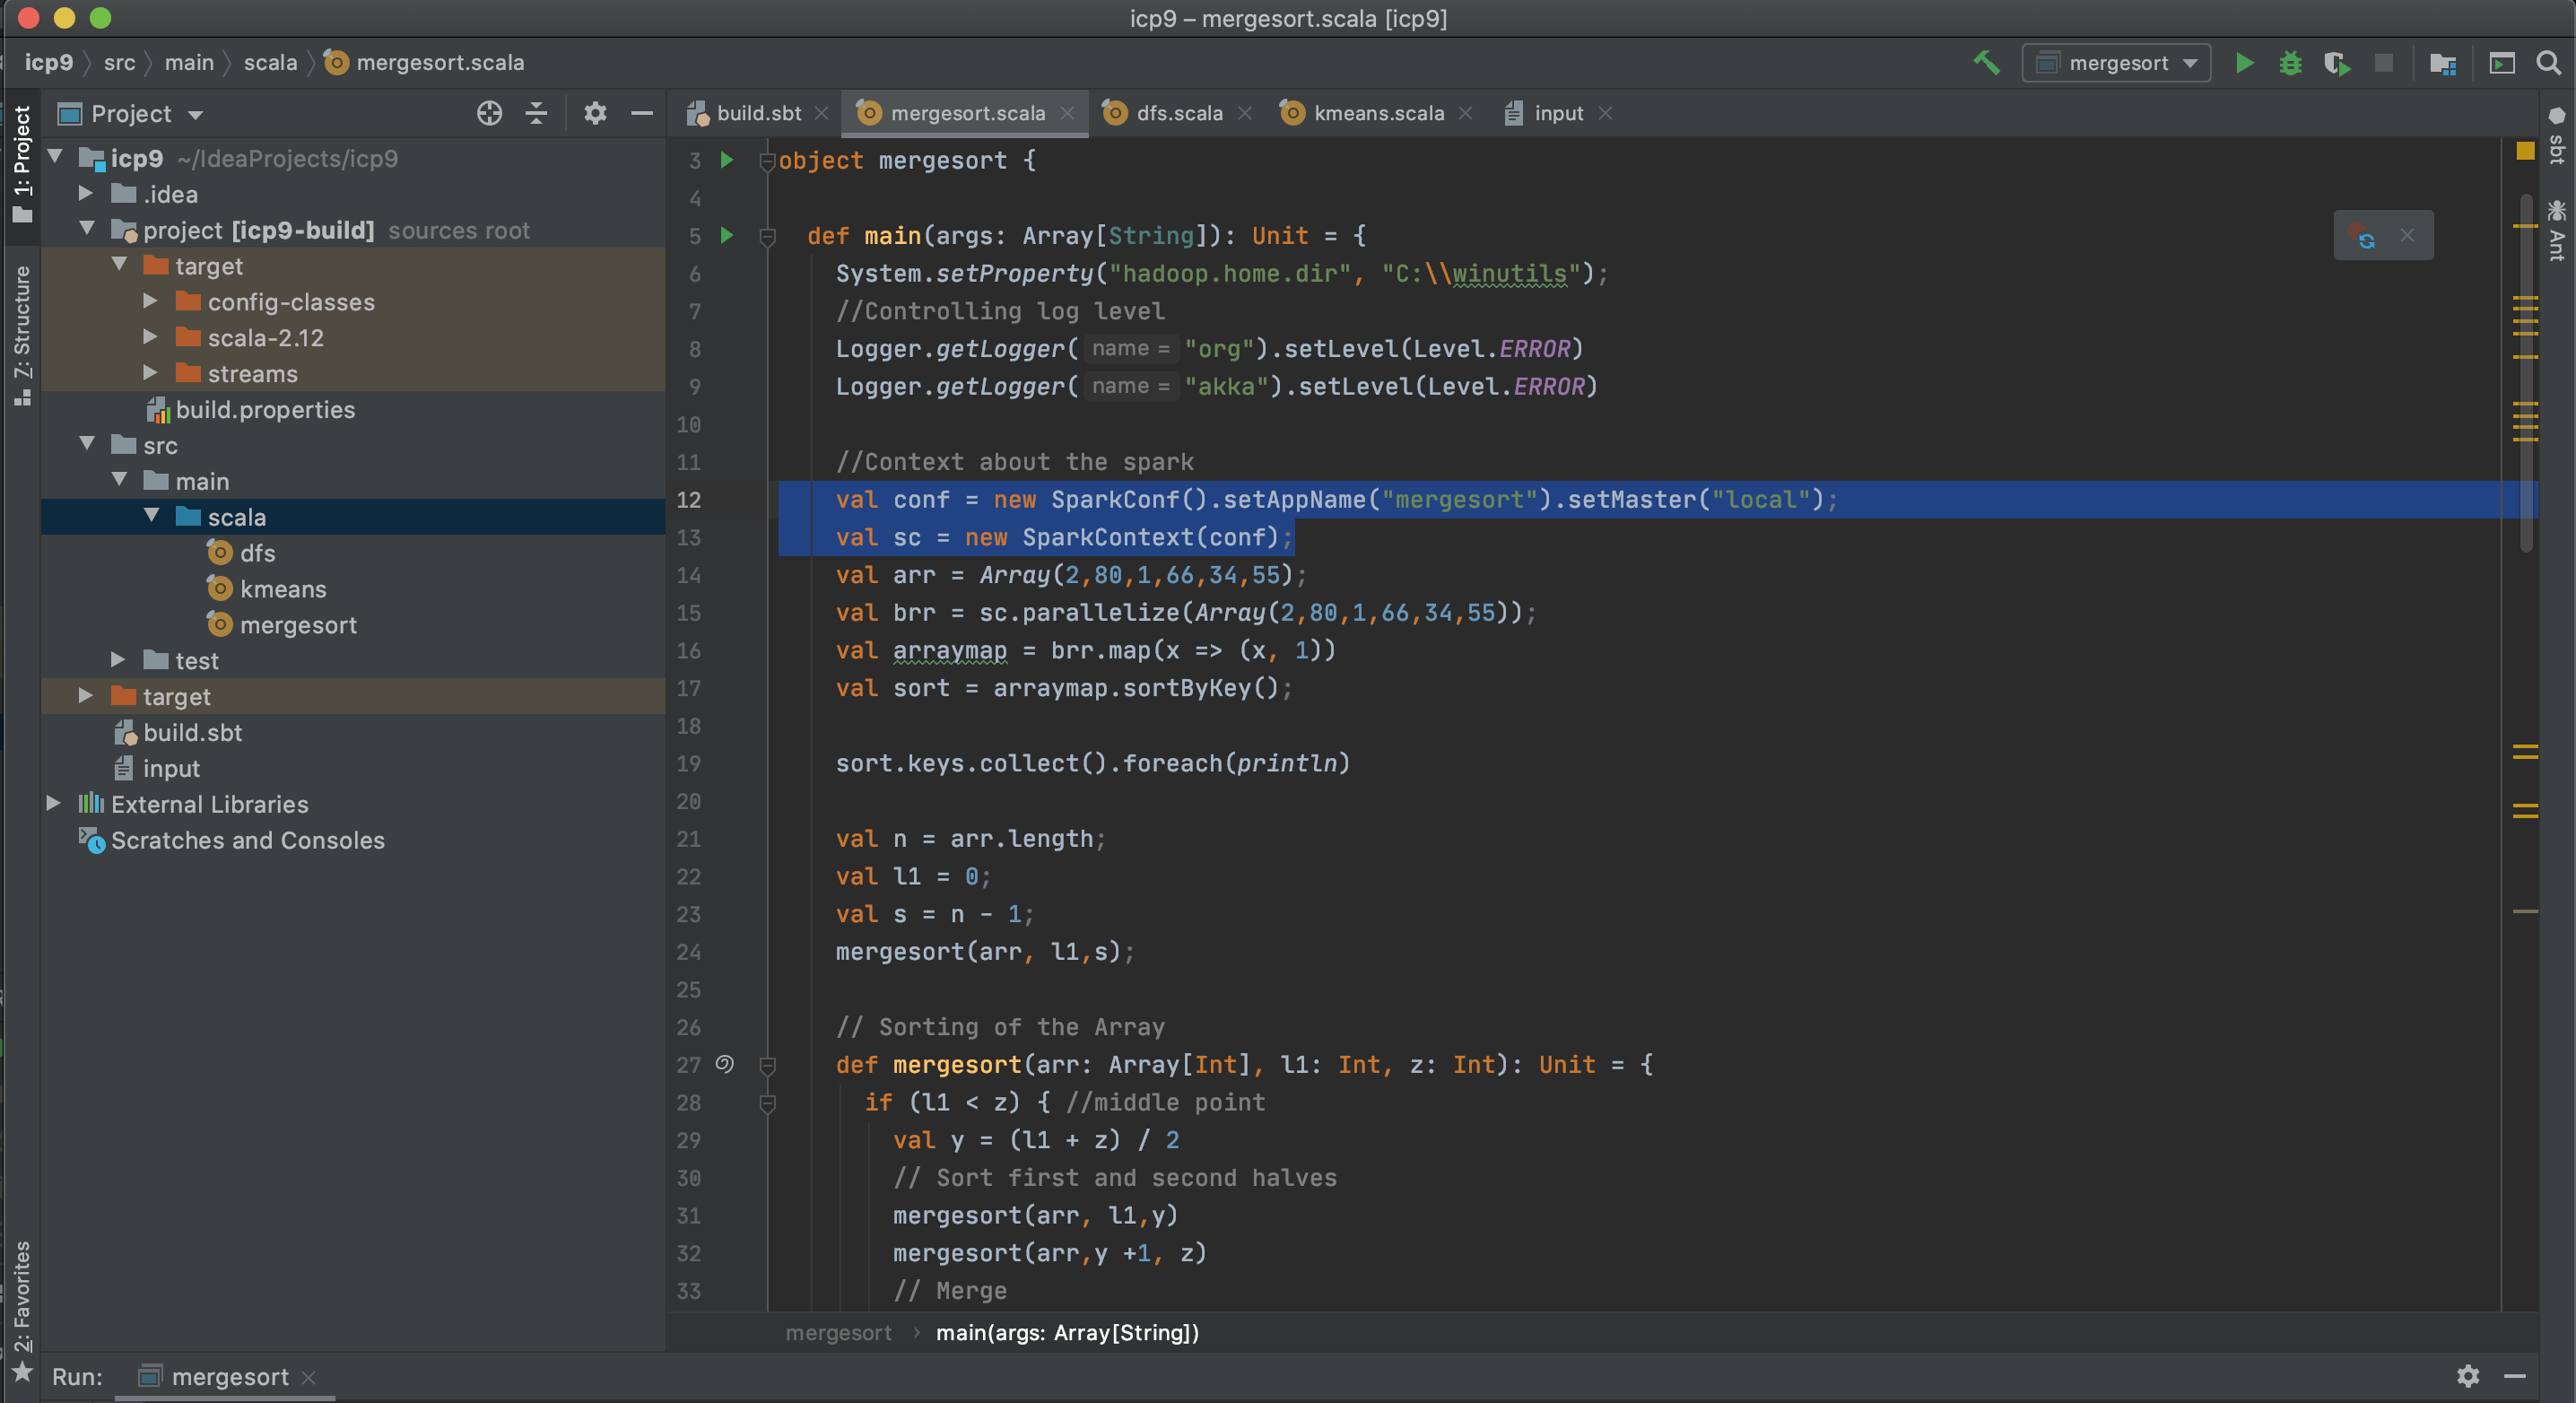 icp9 – mergesort.scala [icp9]
icp9 src main scala mergesort.scala
mergesort
Project
build.sbt mergesort.scala dfs.scala kmeans.scala input
1: Project
7: Structure
2: Favorites
icp9 ~/IdeaProjects/icp9
.idea
project [icp9-build] sources root
target
config-classes
scala-2.12
streams
build.properties
src
main
scala
dfs
kmeans
mergesort
test
target
build.sbt
input
External Libraries
Scratches and Consoles
3 object mergesort {
4
5 def main(args: Array[String]): Unit = {
6 System.setProperty("hadoop.home.dir", "C:\\winutils");
7 //Controlling log level
8 Logger.getLogger( name = "org").setLevel(Level.ERROR)
9 Logger.getLogger( name = "akka").setLevel(Level.ERROR)
10
11 //Context about the spark
12 val conf = new SparkConf().setAppName("mergesort").setMaster("local");
13 val sc = new SparkContext(conf);
14 val arr = Array(2,80,1,66,34,55);
15 val brr = sc.parallelize(Array(2,80,1,66,34,55));
16 val arraymap = brr.map(x => (x, 1))
17 val sort = arraymap.sortByKey();
18
19 sort.keys.collect().foreach(println)
20
21 val n = arr.length;
22 val l1 = 0;
23 val s = n - 1;
24 mergesort(arr, l1,s);
25
26 // Sorting of the Array
27 def mergesort(arr: Array[Int], l1: Int, z: Int): Unit = {
28 if (l1 < z) { //middle point
29 val y = (l1 + z) / 2
30 // Sort first and second halves
31 mergesort(arr, l1,y)
32 mergesort(arr,y +1, z)
33 // Merge
mergesort › main(args: Array[String])
sbt
Ant
Run: mergesort